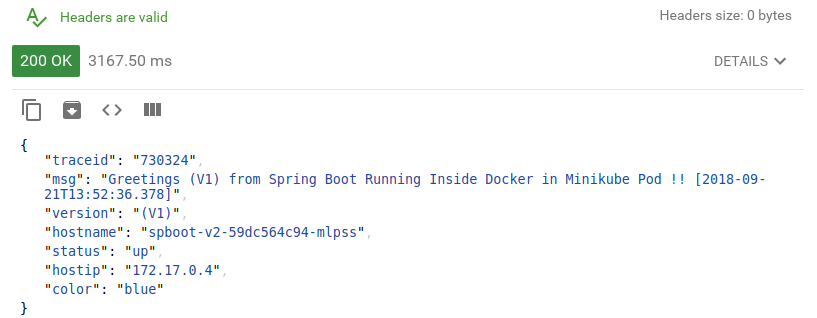 Headers are valid
Headers size: 0 bytes
200 OK 3167.50 ms
DETAILS
{
"traceid": "730324",
"msg": "Greetings (V1) from Spring Boot Running Inside Docker in Minikube Pod !! [2018-09-
21T13:52:36.378]",
"version": "(V1)",
"hostname": "spboot-v2-59dc564c94-mlpss",
"status": "up",
"hostip": "172.17.0.4",
"color": "blue"
}